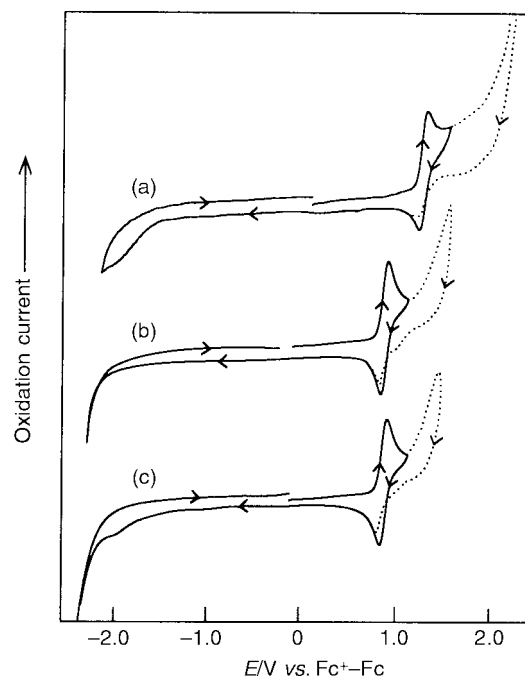 Oxidation current
(a)
(b)
(c)
−2.0 −1.0 0 1.0 2.0
E/V vs. Fc⁺–Fc